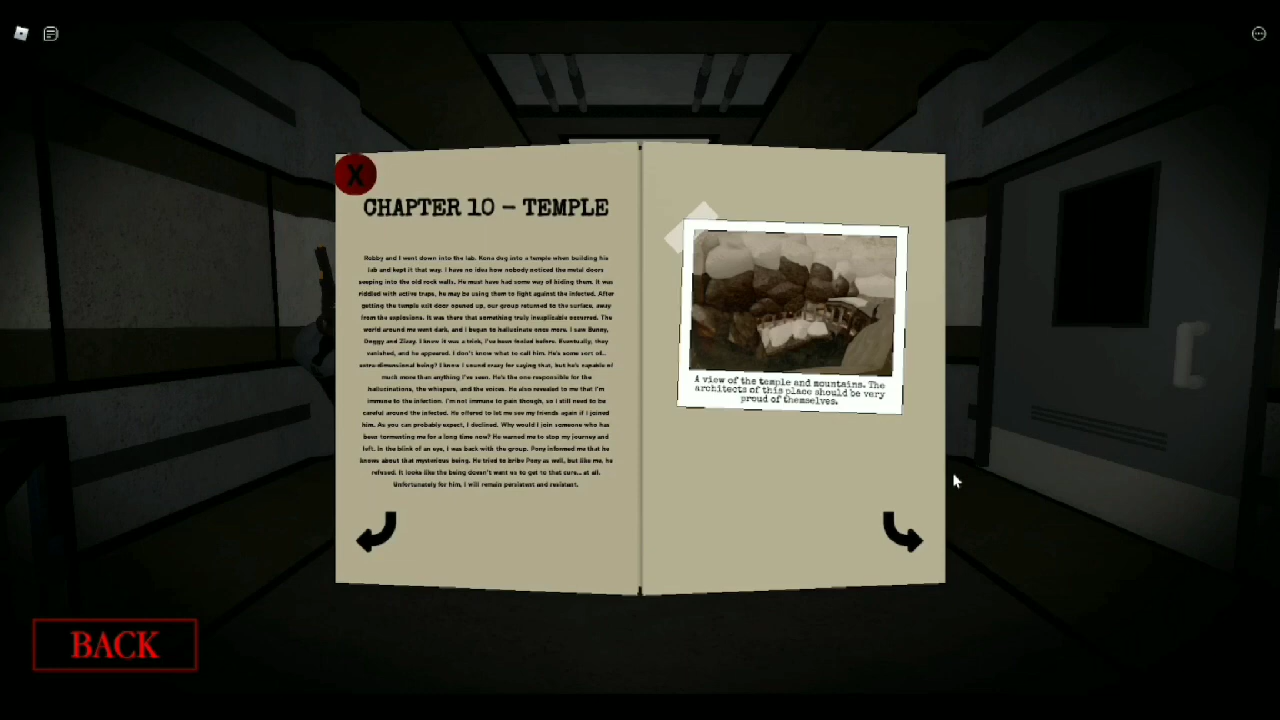 X
CHAPTER 10 - TEMPLE
Robby and I went down into the lab. Kona dug into a temple when building his
lab and kept it that way. I have no idea how nobody noticed the metal doors
seeping into the old rock walls. He must have had some way of hiding them. It was
riddled with active traps, he may be using them to fight against the infected. After
getting the temple exit door opened up, our group returned to the surface, away
from the explosions. It was there that something truly inexplicable occurred. The
world around me went dark, and I began to hallucinate once more. I saw Bunny,
Doggy and Zizzy. I knew it was a trick, I've been fooled before. Eventually, they
vanished, and he appeared. I don't know what to call him. He's some sort of..
extra-dimensional being? I know I sound crazy for saying that, but he's capable of
much more than anything I've seen. He's the one responsible for the
hallucinations, the whispers, and the voices. He also revealed to me that I'm
immune to the infection. I'm not immune to pain though, so I still need to be
careful around the infected. He offered to let me see my friends again if I joined
him. As you can probably expect, I declined. Why would I join someone who has
been tormenting me for a long time now? He warned me to stop my journey and
left. In the blink of an eye, I was back with the group. Pony informed me that he
knows about that mysterious being. He tried to bribe Pony as well, but like me, he
refused. It looks like the being doesn't want us to get to that cure... at all.
Unfortunately for him, I will remain persistent and resistant.
A view of the temple and mountains. The
architects of this place should be very
proud of themselves.
BACK